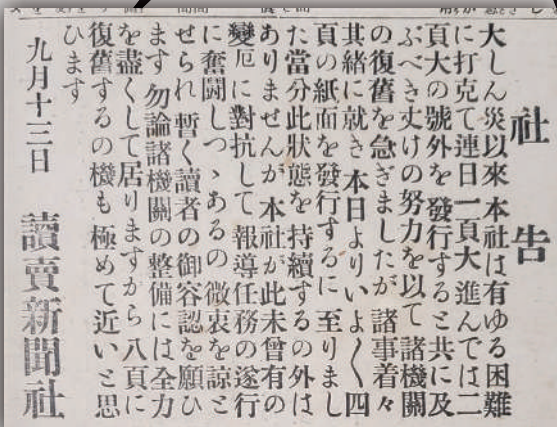 社告
大しん災以來本社は有ゆる困難
に打克て連日一頁大進んでは二
頁大の號外を發行すると共に及
ぶべき丈けの努力を以て諸機關
の復舊を急ぎましたが諸事着々
其緒に就き本日よりいよ〱四
頁の紙面を發行するに至りまし
た當分此狀態を持續するの外は
ありませんが本社が此未曾有の
變厄に對抗して報導任務の遂行
に奮鬪しつゝあるの微衷を諒と
せられ暫く讀者の御容認を願ひ
ます勿論諸機關の整備には全力
を盡くして居りますから八頁に
復舊するの機も極めて近いと思
ひます
九月十三日 讀賣新聞社